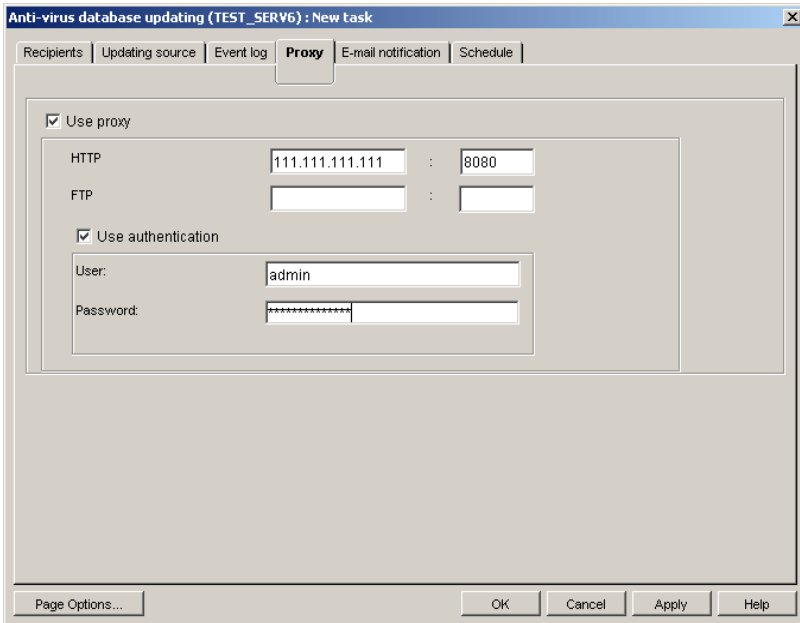 Anti-virus database updating (TEST_SERV6) : New task
Recipients Updating source Event log Proxy E-mail notification Schedule
Use proxy
HTTP 111.111.111.111 : 8080
FTP :
Use authentication
User: admin
Password: **************
Page Options... OK Cancel Apply Help